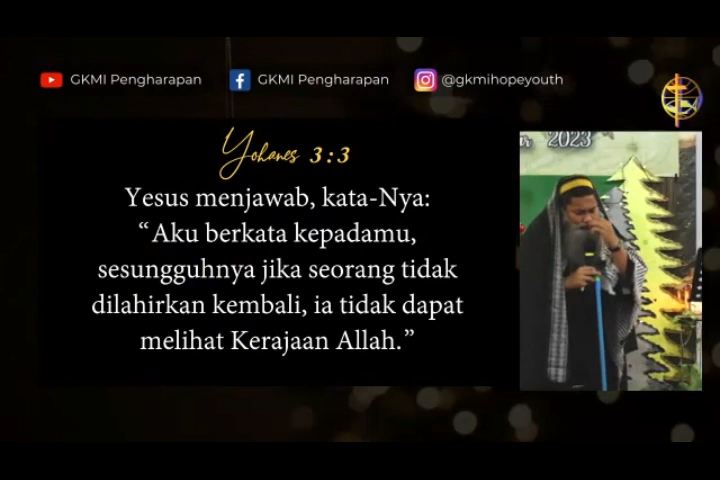 GKMI Pengharapan
GKMI Pengharapan
@gkmihopeyouth
Yohanes 3:3
Yesus menjawab, kata-Nya:
“Aku berkata kepadamu,
sesungguhnya jika seorang tidak
dilahirkan kembali, ia tidak dapat
melihat Kerajaan Allah.”
2023